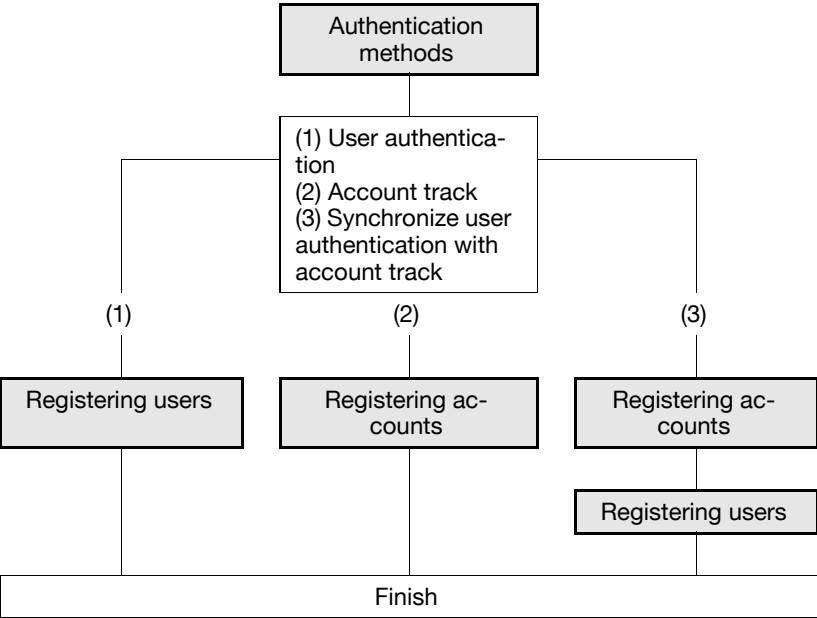 Authentication
methods
(1) User authentica-
tion
(2) Account track
(3) Synchronize user
authentication with
account track
(1)
(2)
(3)
Registering users
Registering ac-
counts
Registering ac-
counts
Registering users
Finish